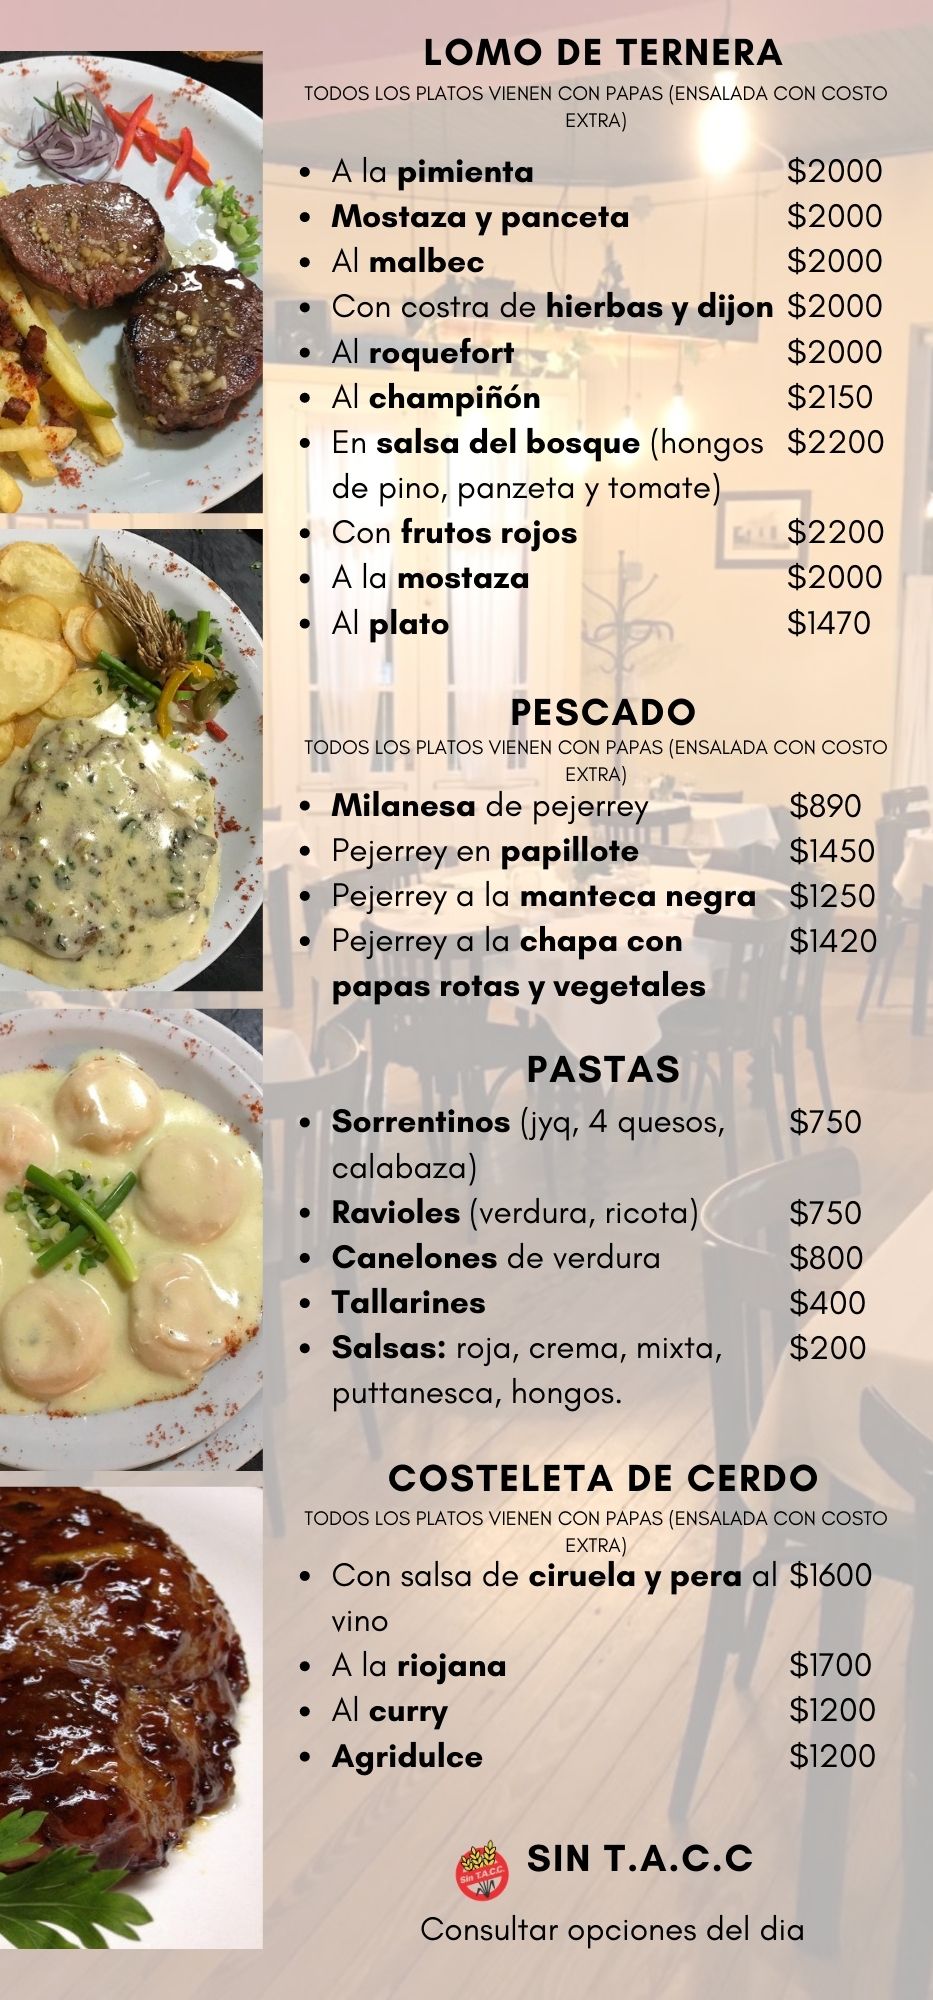 LOMO DE TERNERA
TODOS LOS PLATOS VIENEN CON PAPAS (ENSALADA CON COSTO
EXTRA)
• A la pimienta $2000
• Mostaza y panceta $2000
• Al malbec $2000
• Con costra de hierbas y dijon $2000
• Al roquefort $2000
• Al champiñón $2150
• En salsa del bosque (hongos $2200
de pino, panzeta y tomate)
• Con frutos rojos $2200
• A la mostaza $2000
• Al plato $1470
PESCADO
TODOS LOS PLATOS VIENEN CON PAPAS (ENSALADA CON COSTO
EXTRA)
• Milanesa de pejerrey $890
• Pejerrey en papillote $1450
• Pejerrey a la manteca negra $1250
• Pejerrey a la chapa con $1420
papas rotas y vegetales
PASTAS
• Sorrentinos (jyq, 4 quesos, $750
calabaza)
• Ravioles (verdura, ricota) $750
• Canelones de verdura $800
• Tallarines $400
• Salsas: roja, crema, mixta, $200
puttanesca, hongos.
COSTELETA DE CERDO
TODOS LOS PLATOS VIENEN CON PAPAS (ENSALADA CON COSTO
EXTRA)
• Con salsa de ciruela y pera al $1600
vino
• A la riojana $1700
• Al curry $1200
• Agridulce $1200
Sin T.A.C.C. SIN T.A.C.C
Consultar opciones del dia